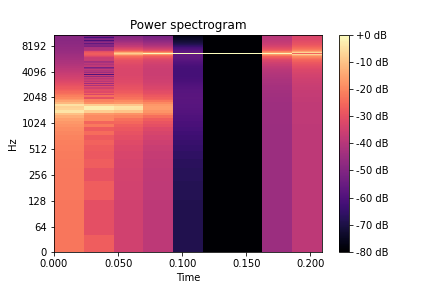 Power spectrogram
8192
4096
2048
1024
512
256
128
64
0
Hz
0.000
0.050
0.100
0.150
0.200
Time
+0 dB
-10 dB
-20 dB
-30 dB
-40 dB
-50 dB
-60 dB
-70 dB
-80 dB